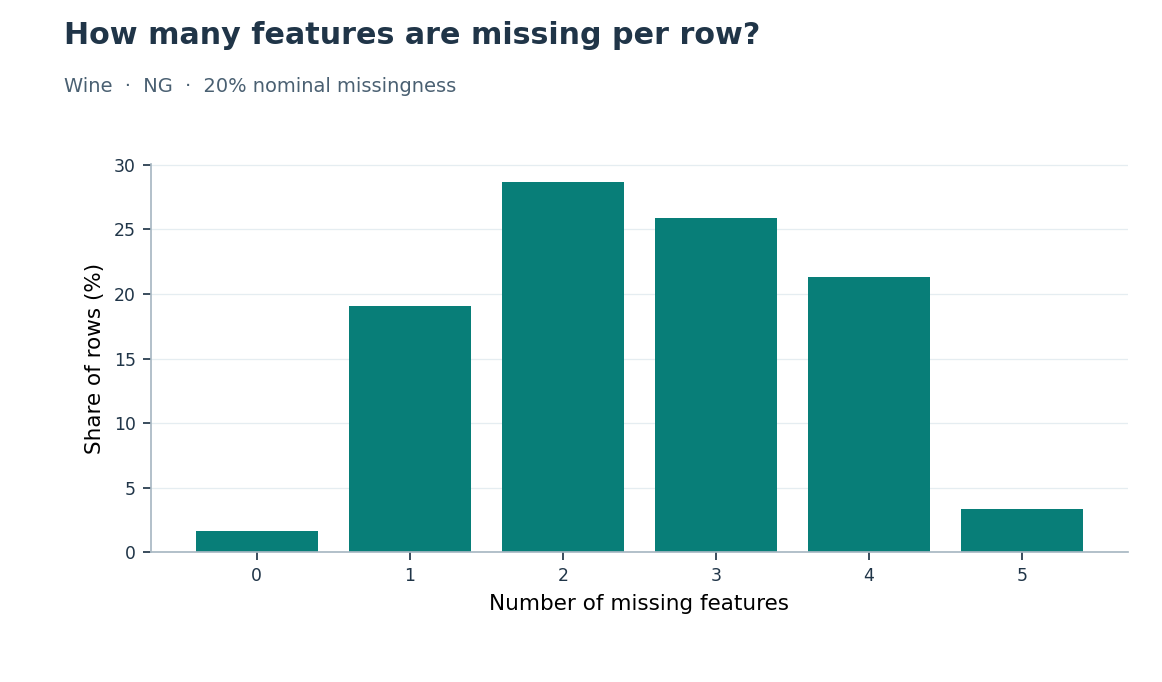 How many features are missing per row?
Wine · NG · 20% nominal missingness
30
25
20
15
10
5
0
Share of rows (%)
0 1 2 3 4 5
Number of missing features